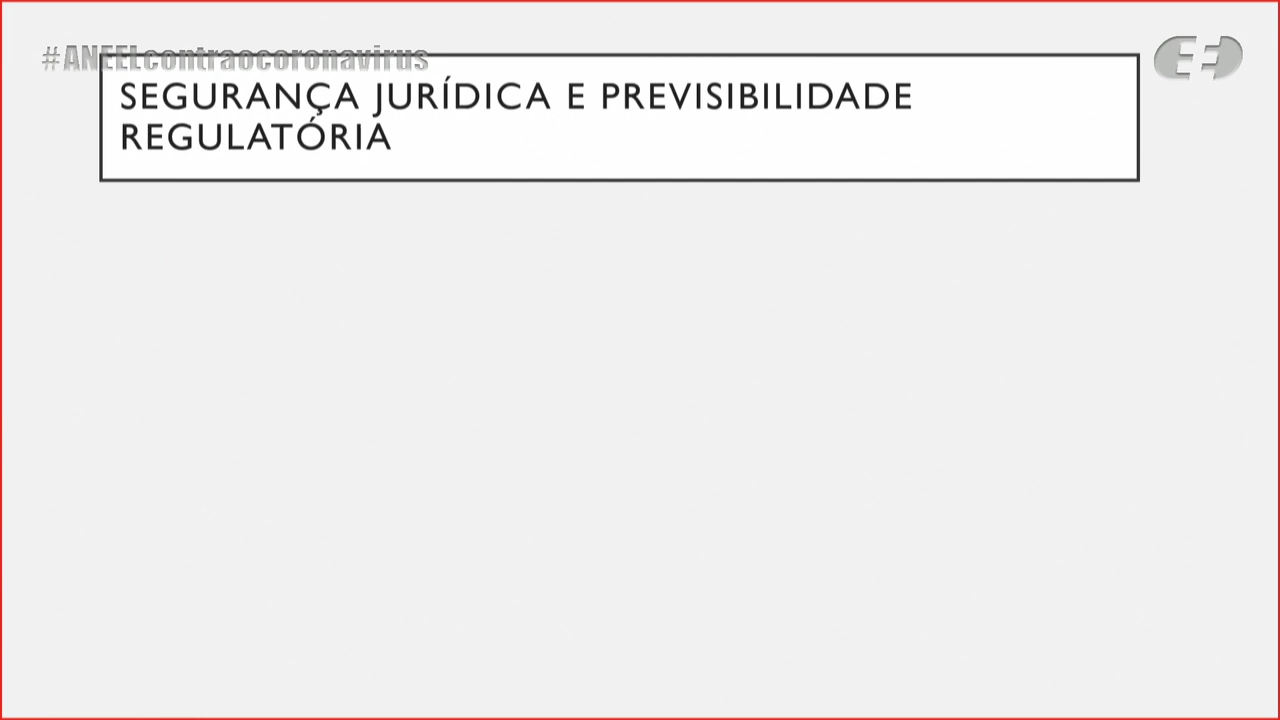 #ANEELcontraocoronavirus
SEGURANÇA JURÍDICA E PREVISIBILIDADE
REGULATÓRIA